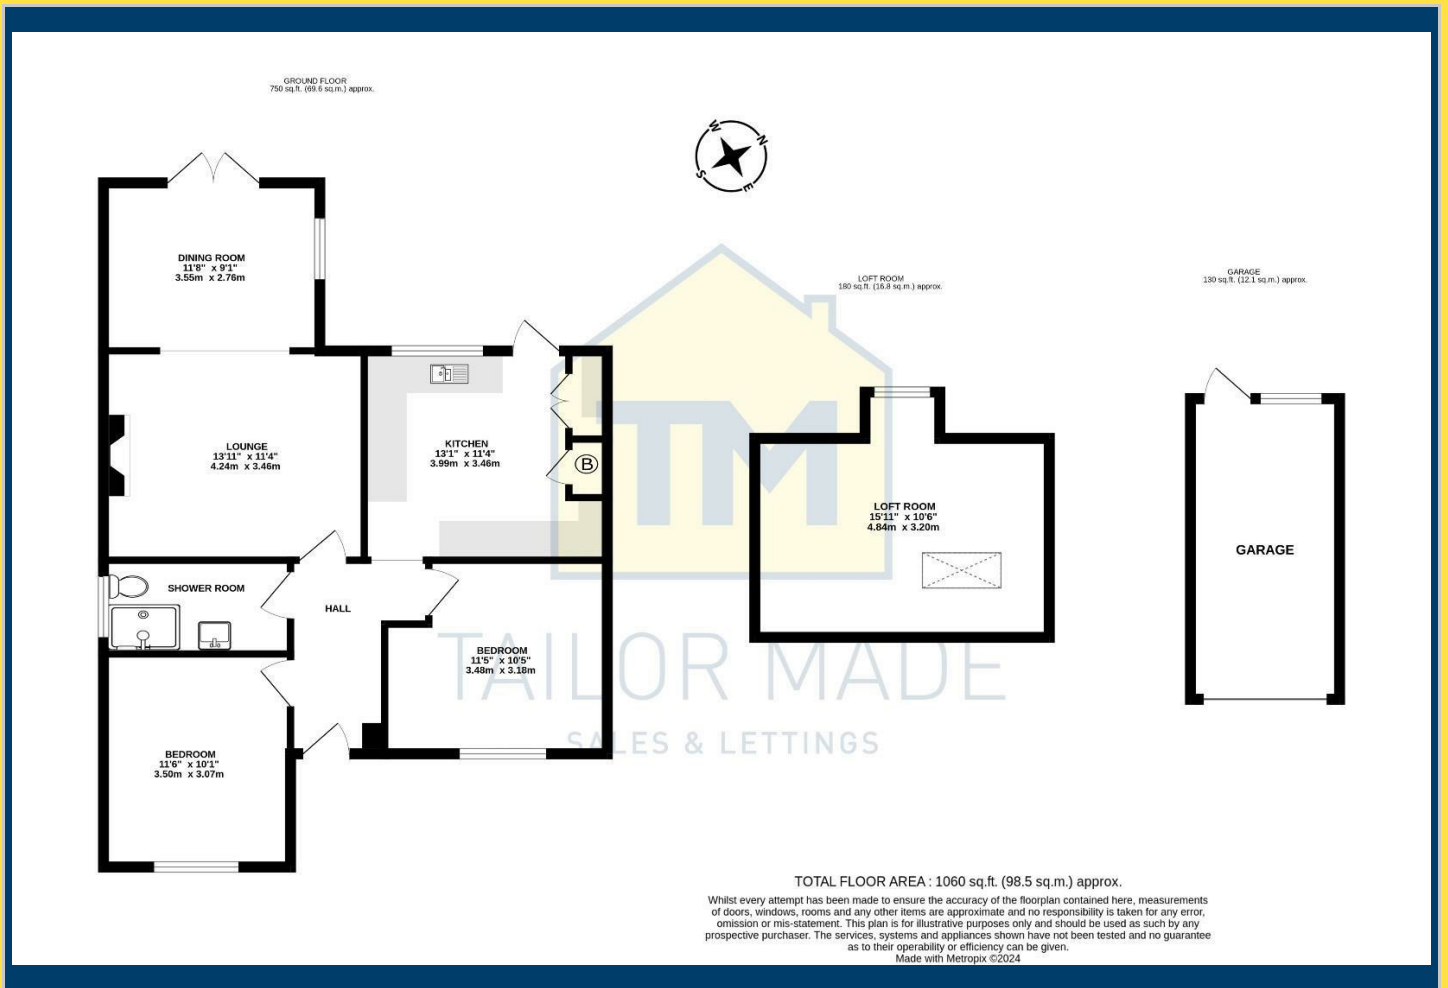 GROUND FLOOR
750 sq.ft. (69.6 sq.m.) approx.
W
N
S
E
DINING ROOM
11'8" x 9'1"
3.55m x 2.76m
LOFT ROOM
180 sq.ft. (16.8 sq.m.) approx.
GARAGE
130 sq.ft. (12.1 sq.m.) approx.
LOUNGE
13'11" x 11'4"
4.24m x 3.46m
KITCHEN
13'1" x 11'4"
3.99m x 3.46m
B
TM
LOFT ROOM
15'11" x 10'6"
4.84m x 3.20m
GARAGE
SHOWER ROOM
HALL
BEDROOM
11'5" x 10'5"
3.48m x 3.18m
TAILOR MADE
SALES & LETTINGS
BEDROOM
11'6" x 10'1"
3.50m x 3.07m
TOTAL FLOOR AREA : 1060 sq.ft. (98.5 sq.m.) approx.
Whilst every attempt has been made to ensure the accuracy of the floorplan contained here, measurements
of doors, windows, rooms and any other items are approximate and no responsibility is taken for any error,
omission or mis-statement. This plan is for illustrative purposes only and should be used as such by any
prospective purchaser. The services, systems and appliances shown have not been tested and no guarantee
as to their operability or efficiency can be given.
Made with Metropix ©2024